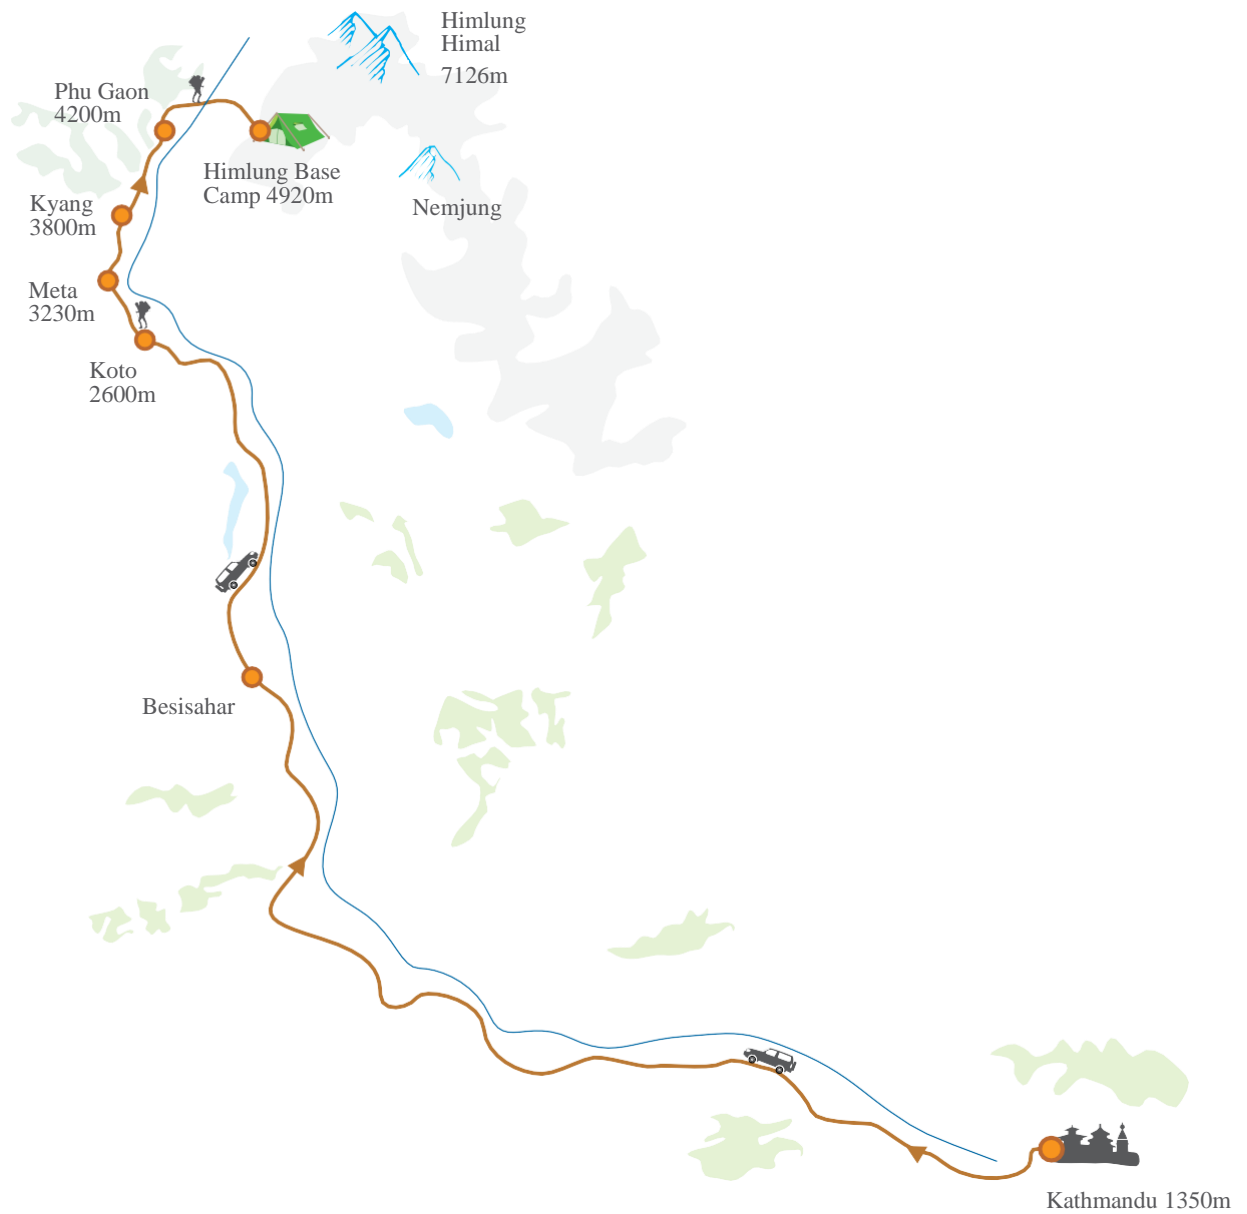 Himlung
Himal
7126m
Phu Gaon
4200m
Himlung Base
Camp 4920m
Kyang
3800m
Nemjung
Meta
3230m
Koto
2600m
Besisahar
Kathmandu 1350m